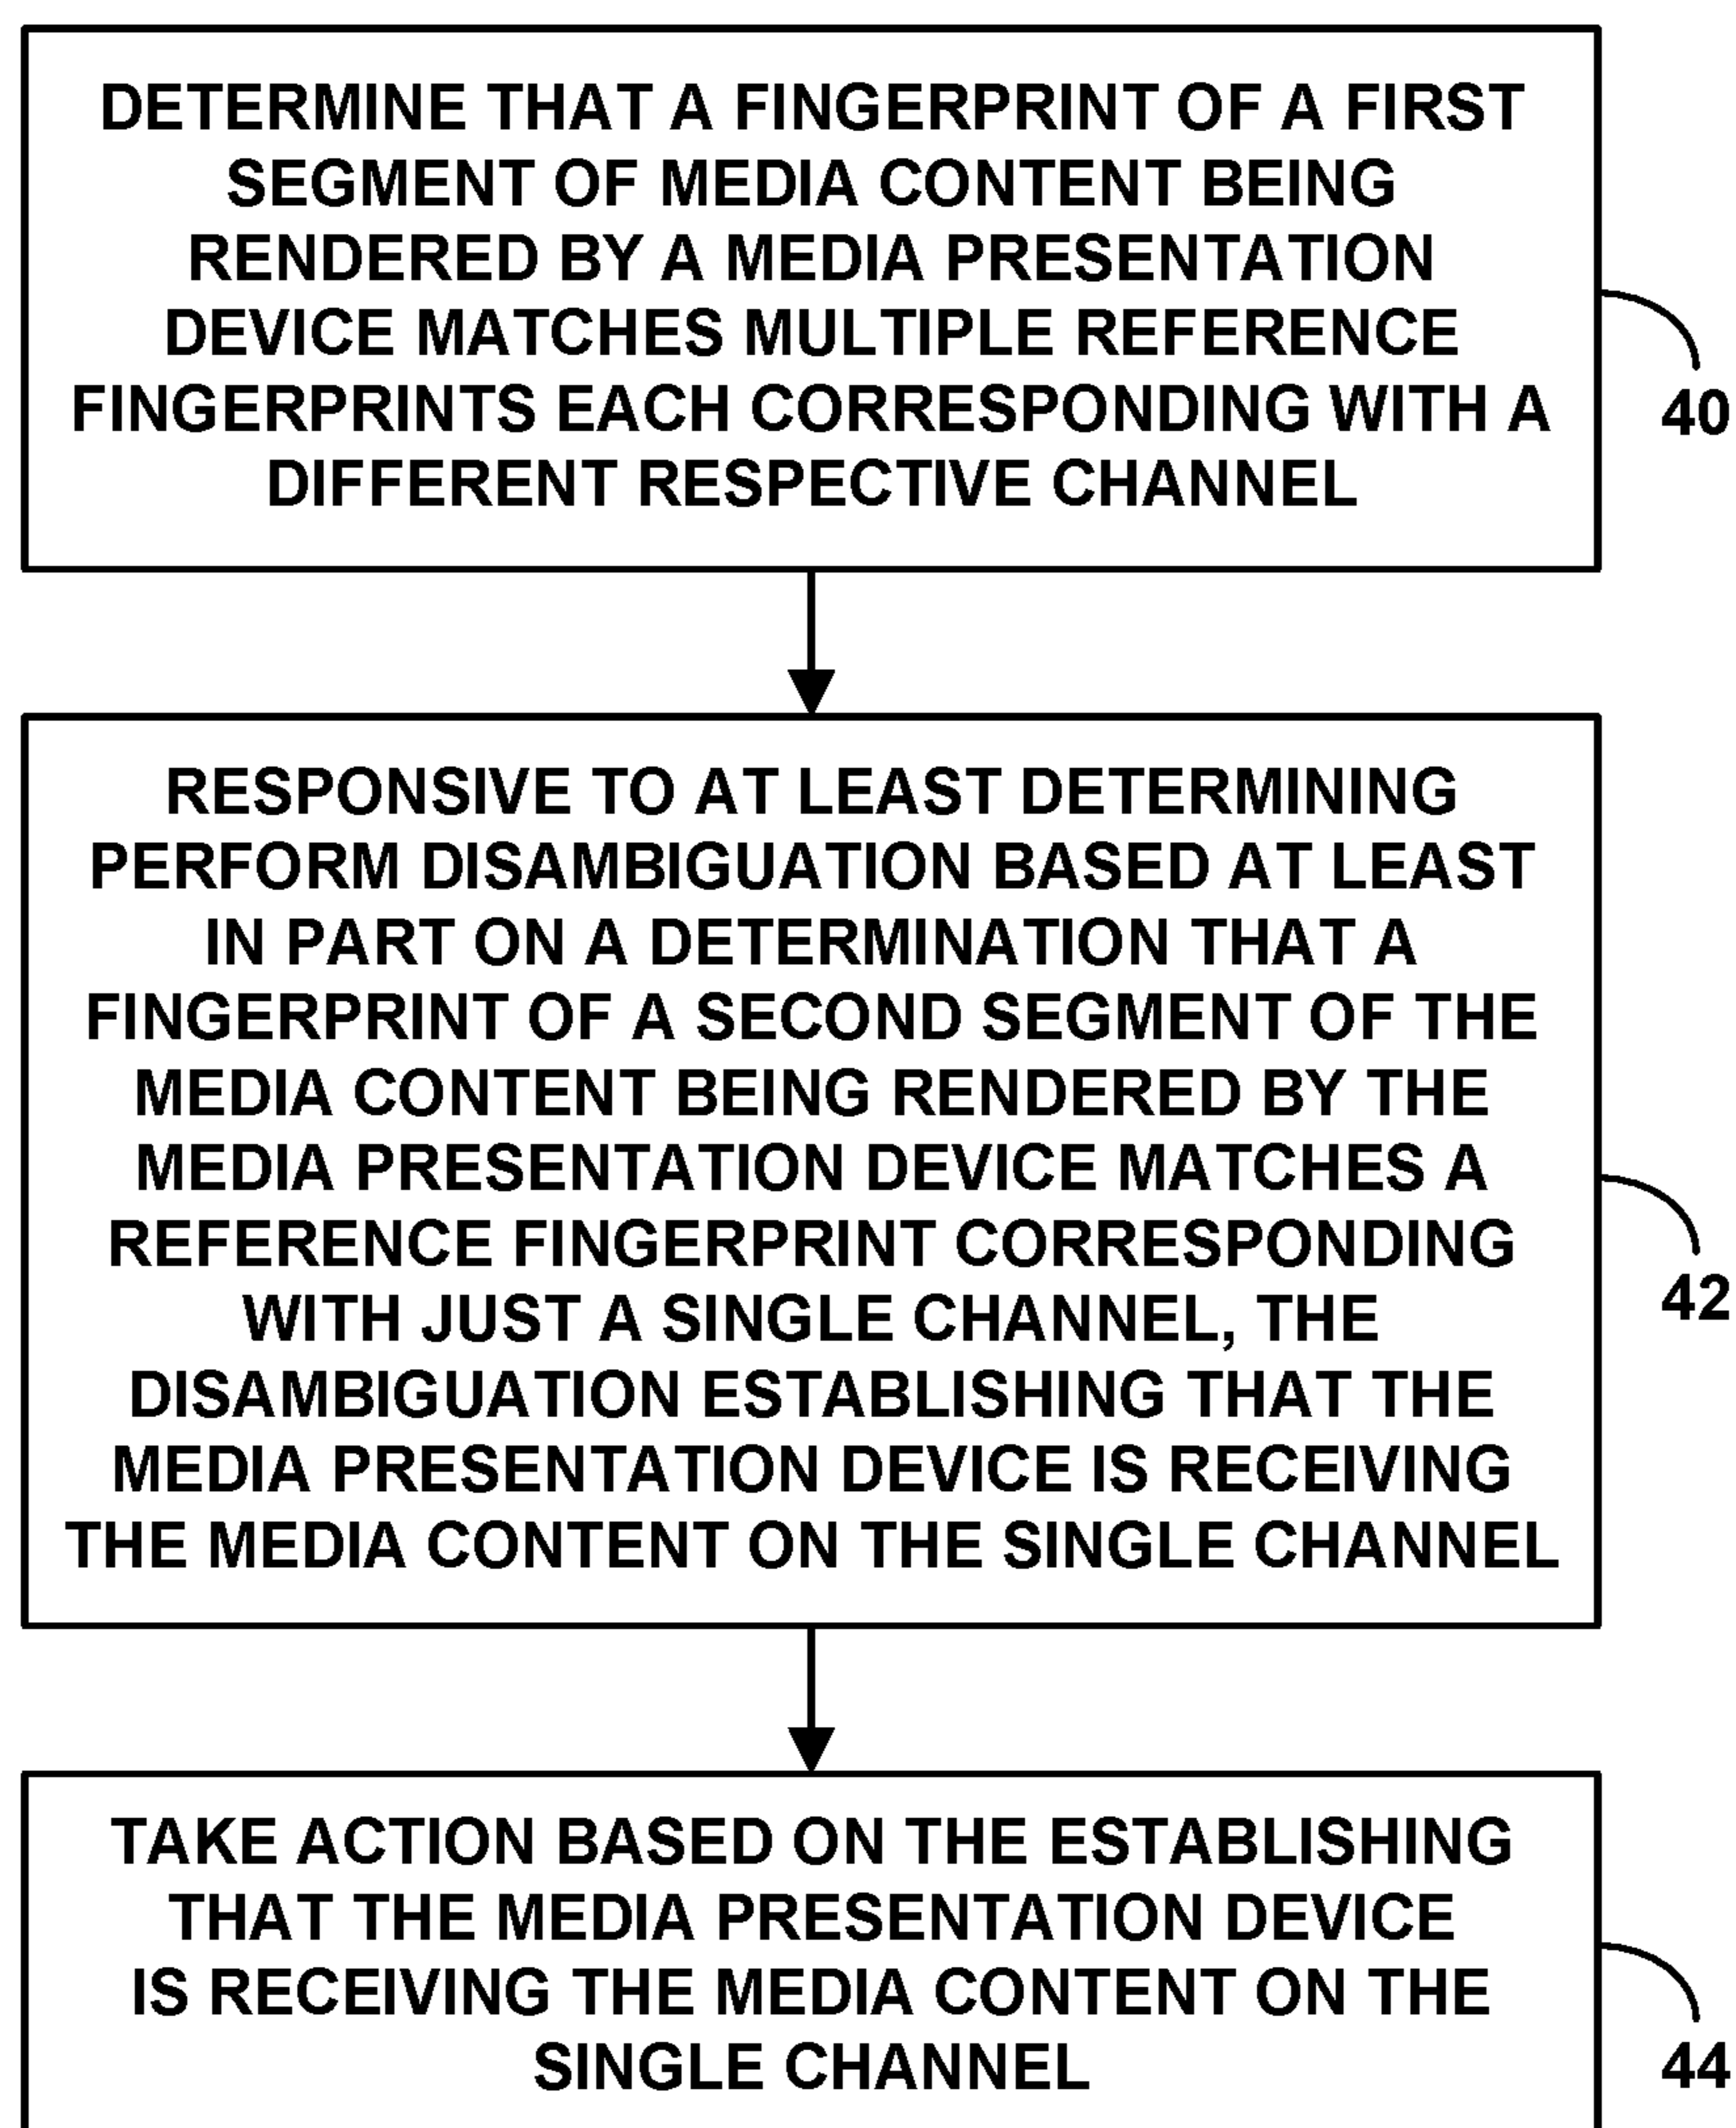 DETERMINE THAT A FINGERPRINT OF A FIRST
SEGMENT OF MEDIA CONTENT BEING
RENDERED BY A MEDIA PRESENTATION
DEVICE MATCHES MULTIPLE REFERENCE
FINGERPRINTS EACH CORRESPONDING WITH A
DIFFERENT RESPECTIVE CHANNEL
40
RESPONSIVE TO AT LEAST DETERMINING
PERFORM DISAMBIGUATION BASED AT LEAST
IN PART ON A DETERMINATION THAT A
FINGERPRINT OF A SECOND SEGMENT OF THE
MEDIA CONTENT BEING RENDERED BY THE
MEDIA PRESENTATION DEVICE MATCHES A
REFERENCE FINGERPRINT CORRESPONDING
WITH JUST A SINGLE CHANNEL, THE
DISAMBIGUATION ESTABLISHING THAT THE
MEDIA PRESENTATION DEVICE IS RECEIVING
THE MEDIA CONTENT ON THE SINGLE CHANNEL
42
TAKE ACTION BASED ON THE ESTABLISHING
THAT THE MEDIA PRESENTATION DEVICE
IS RECEIVING THE MEDIA CONTENT ON THE
SINGLE CHANNEL
44